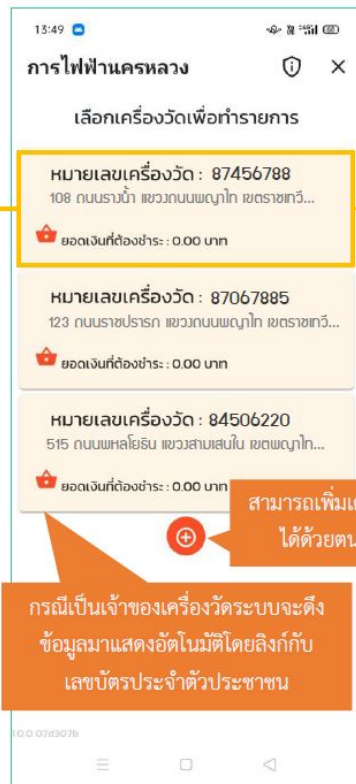 13:49
การไฟฟ้านครหลวง
เลือกเครื่องวัดเพื่อทำรายการ
หมายเลขเครื่องวัด : 87456788
108 ถนนรางน้ำ แขวงถนนพญาไท เขตราชเทวี...
ยอดเงินที่ต้องชำระ : 0.00 บาท
หมายเลขเครื่องวัด : 87067885
123 ถนนราชปรารภ แขวงถนนพญาไท เขตราชเทวี...
ยอดเงินที่ต้องชำระ : 0.00 บาท
หมายเลขเครื่องวัด : 84506220
515 ถนนพหลโยธิน แขวงสามเสนใน เขตพญาไท...
ยอดเงินที่ต้องชำระ : 0.00 บาท
สามารถเพิ่มเ
ได้ด้วยตน
กรณีเป็นเจ้าของเครื่องวัดระบบจะดึง
ข้อมูลมาแสดงอัตโนมัติโดยลิงก์กับ
เลขบัตรประจำตัวประชาชน